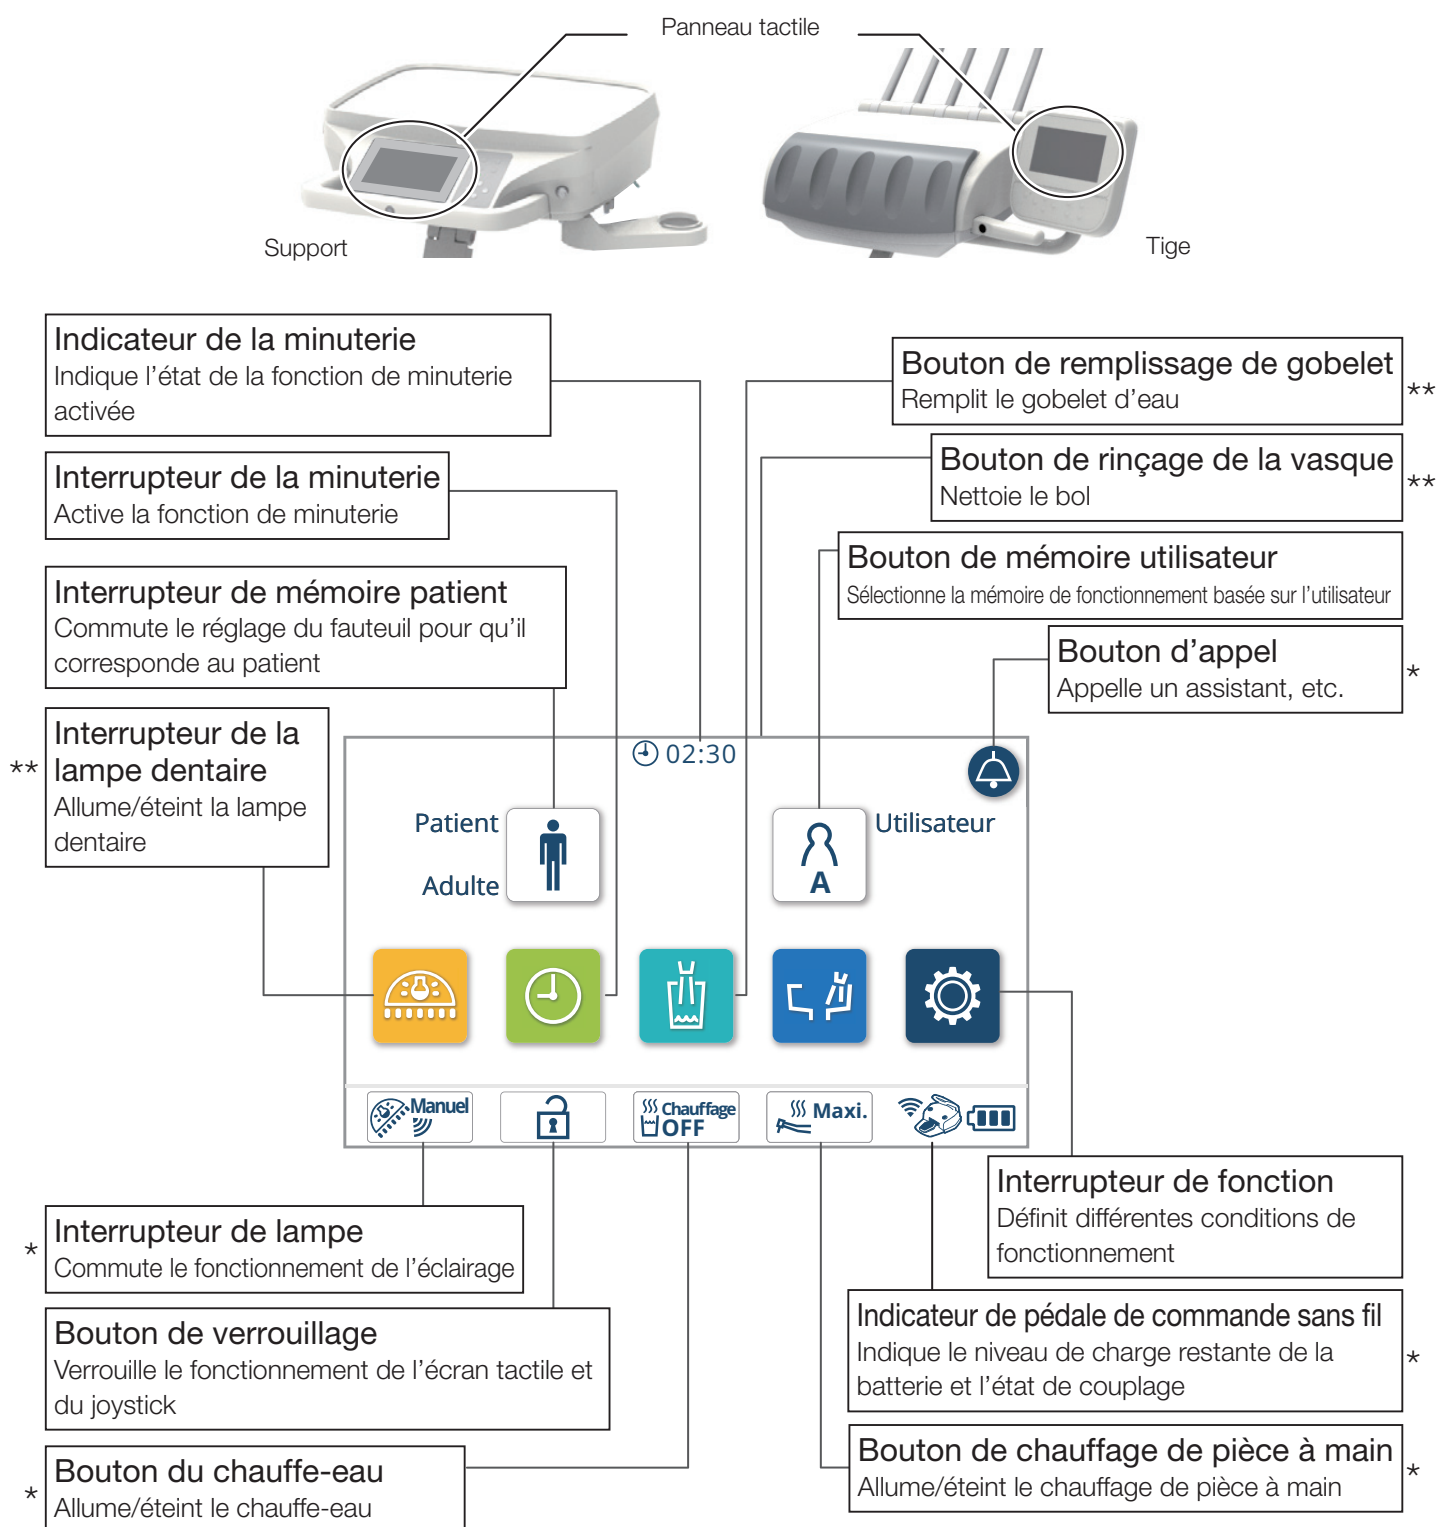 Panneau tactile
Support
Tige
Indicateur de la minuterie
Indique l’état de la fonction de minuterie
activée
Interrupteur de la minuterie
Active la fonction de minuterie
Interrupteur de mémoire patient
Commute le réglage du fauteuil pour qu’il
corresponde au patient
**
Interrupteur de la
lampe dentaire
Allume/éteint la lampe
dentaire
Bouton de remplissage de gobelet
Remplit le gobelet d’eau
**
Bouton de rinçage de la vasque
Nettoie le bol
**
Bouton de mémoire utilisateur
Sélectionne la mémoire de fonctionnement basée sur l’utilisateur
Bouton d’appel
Appelle un assistant, etc.
*
02:30
Patient
Adulte
Utilisateur
A
Manuel
Chauffage
OFF
Maxi.
*
Interrupteur de lampe
Commute le fonctionnement de l’éclairage
Bouton de verrouillage
Verrouille le fonctionnement de l’écran tactile et
du joystick
*
Bouton du chauffe-eau
Allume/éteint le chauffe-eau
Interrupteur de fonction
Définit différentes conditions de
fonctionnement
Indicateur de pédale de commande sans fil
Indique le niveau de charge restante de la
batterie et l’état de couplage
*
Bouton de chauffage de pièce à main
Allume/éteint le chauffage de pièce à main
*